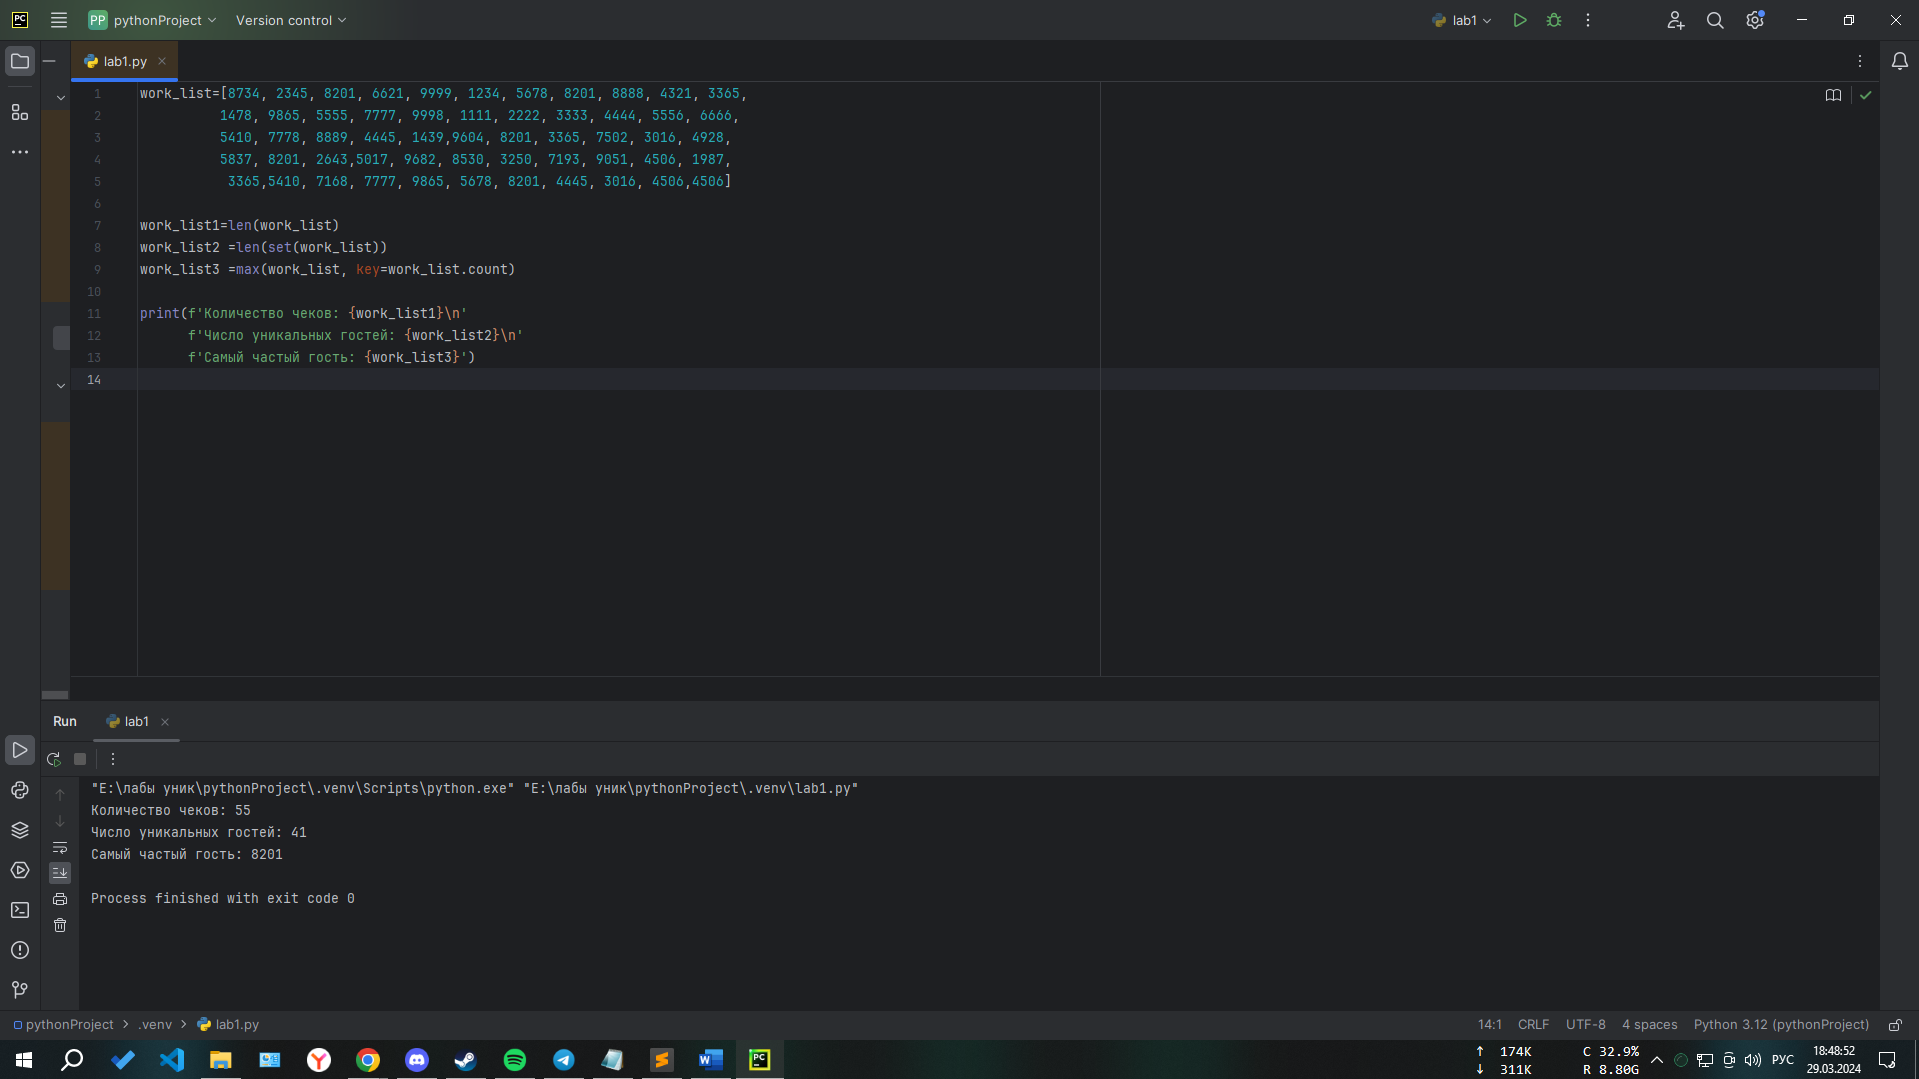 PC PP pythonProject Version control lab1
lab1.py
1 work_list=[8734, 2345, 8201, 6621, 9999, 1234, 5678, 8201, 8888, 4321, 3365,
2 1478, 9865, 5555, 7777, 9998, 1111, 2222, 3333, 4444, 5556, 6666,
3 5410, 7778, 8889, 4445, 1439,9604, 8201, 3365, 7502, 3016, 4928,
4 5837, 8201, 2643,5017, 9682, 8530, 3250, 7193, 9051, 4506, 1987,
5 3365,5410, 7168, 7777, 9865, 5678, 8201, 4445, 3016, 4506,4506]
6
7 work_list1=len(work_list)
8 work_list2 =len(set(work_list))
9 work_list3 =max(work_list, key=work_list.count)
10
11 print(f'Количество чеков: {work_list1}\n'
12 f'Число уникальных гостей: {work_list2}\n'
13 f'Самый частый гость: {work_list3}')
14
Run lab1
"E:\лабы уник\pythonProject\.venv\Scripts\python.exe" "E:\лабы уник\pythonProject\.venv\lab1.py"
Количество чеков: 55
Число уникальных гостей: 41
Самый частый гость: 8201
Process finished with exit code 0
pythonProject > .venv > lab1.py 14:1 CRLF UTF-8 4 spaces Python 3.12 (pythonProject)
174K C 32.9% РУС 18:48:52
311K R 8.80G 29.03.2024